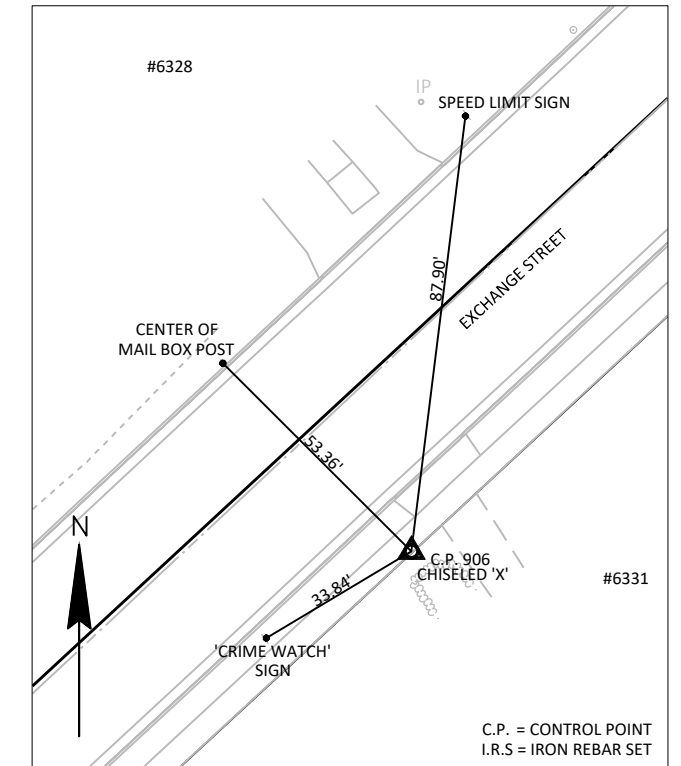 #6328
IP
SPEED LIMIT SIGN
87.90'
EXCHANGE STREET
CENTER OF
MAIL BOX POST
53.36'
N
C.P. 906
CHISELED 'X'
#6331
33.84'
'CRIME WATCH'
SIGN
C.P. = CONTROL POINT
I.R.S = IRON REBAR SET